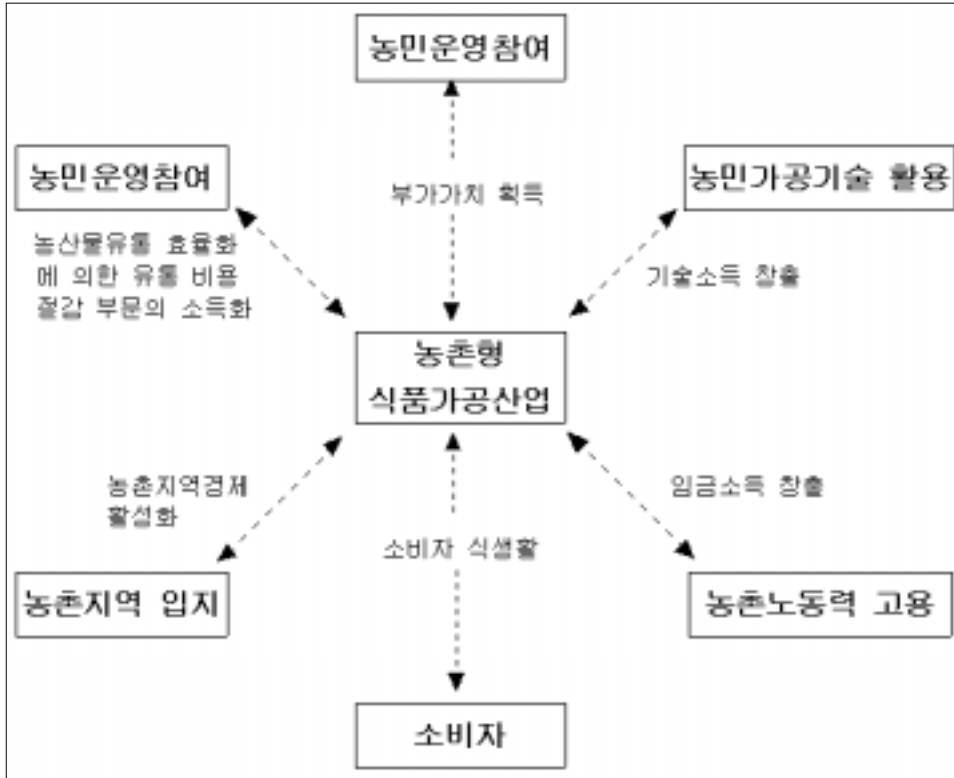 농민운영참여
농민운영참여
농민가공기술 활용
부가가치 획득
농산물유통 효율화
에 의한 유통 비용
절감 부문의 소득화
기술소득 창출
농촌형
식품가공산업
농촌지역경제
활성화
임금소득 창출
소비자 식생활
농촌지역 입지
농촌노동력 고용
소비자